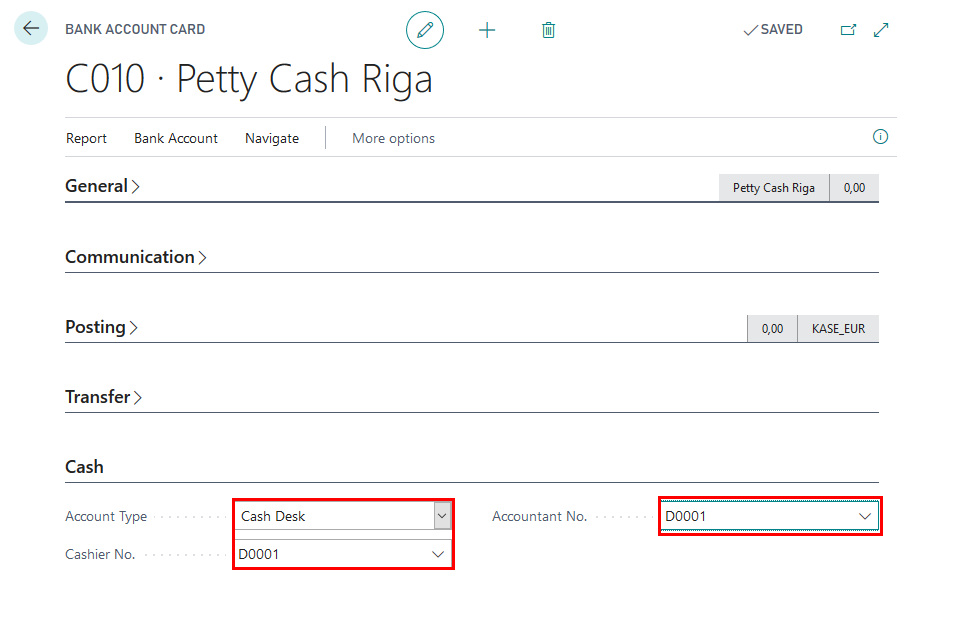 BANK ACCOUNT CARD
SAVED
C010 · Petty Cash Riga
Report Bank Account Navigate More options
General
Petty Cash Riga 0,00
Communication
Posting
0,00 KASE_EUR
Transfer
Cash
Account Type Cash Desk
Accountant No. D0001
Cashier No. D0001